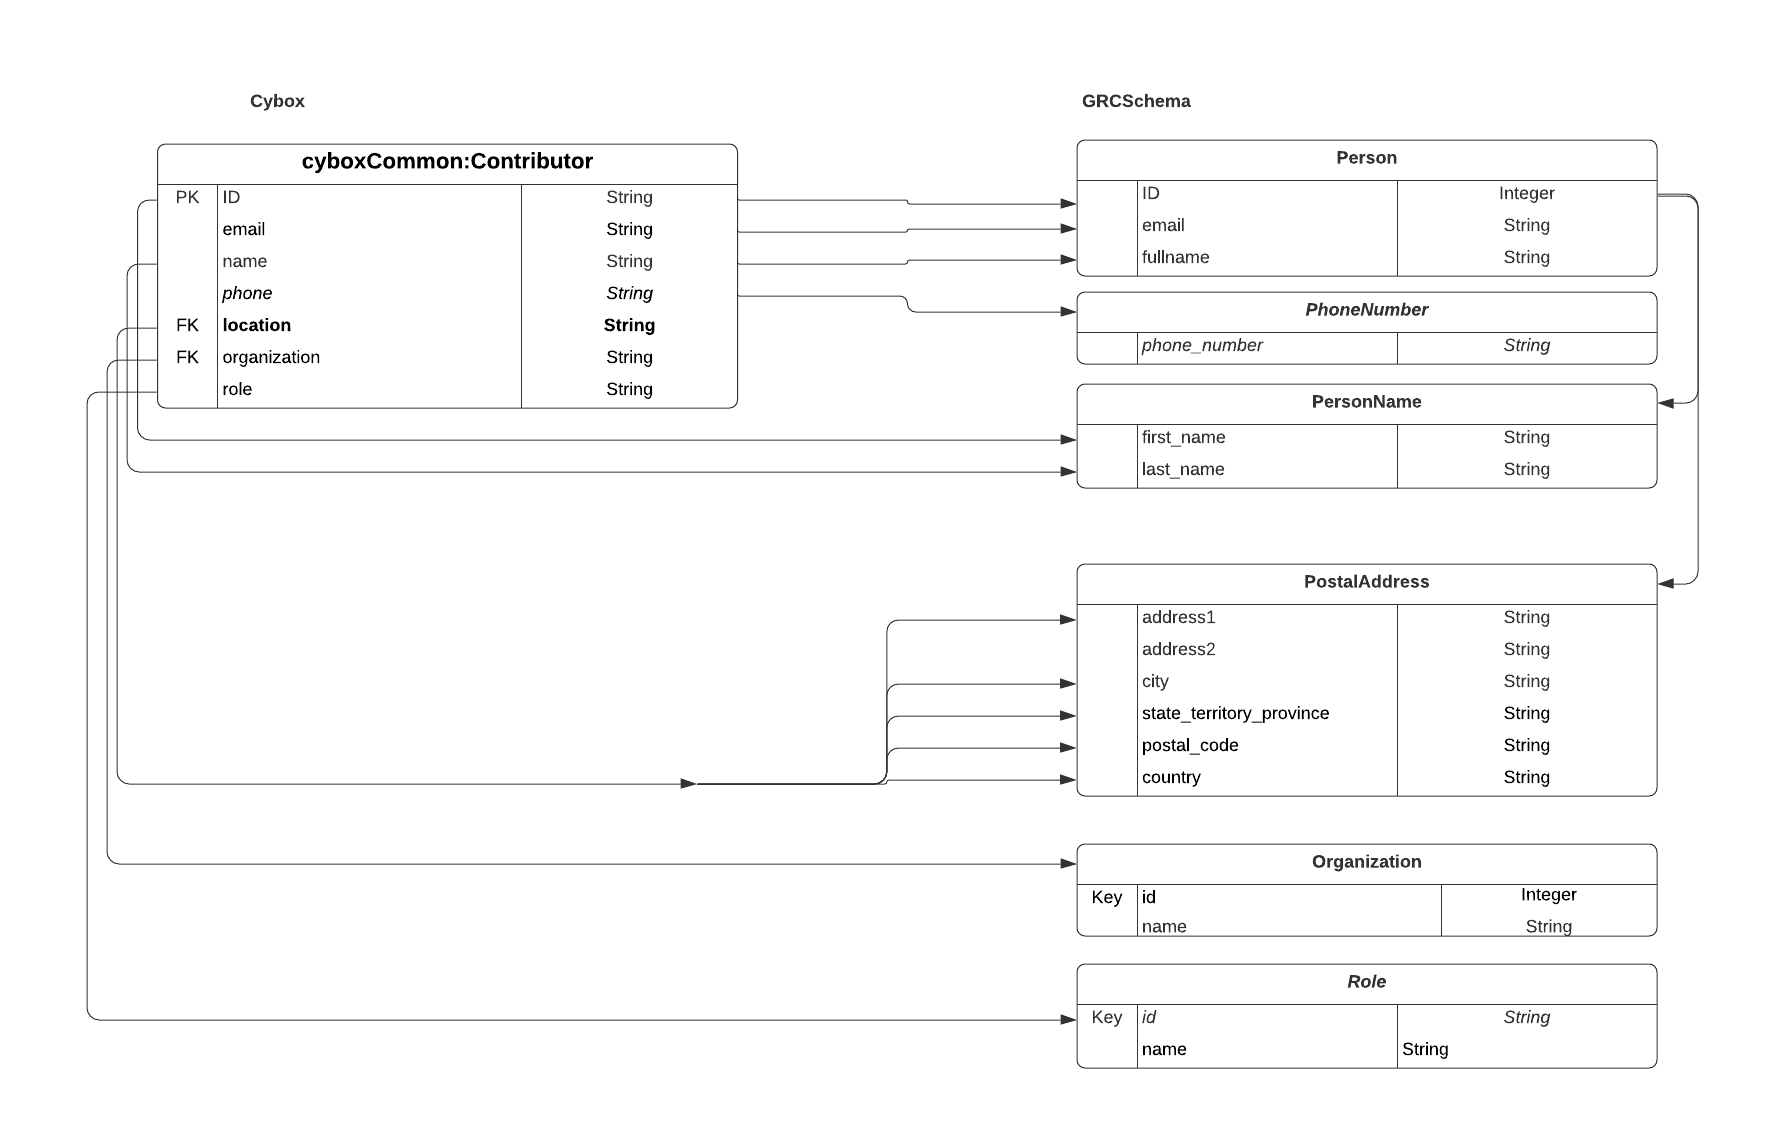 Cybox
GRCSchema
cyboxCommon:Contributor
PK ID String
email String
name String
phone String
FK location String
FK organization String
role String
Person
ID Integer
email String
fullname String
PhoneNumber
phone_number String
PersonName
first_name String
last_name String
PostalAddress
address1 String
address2 String
city String
state_territory_province String
postal_code String
country String
Organization
Key id Integer
name String
Role
Key id String
name String